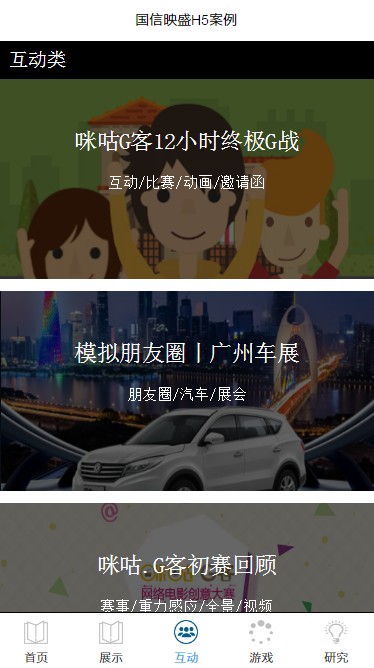 国信映盛H5案例
互动类
咪咕G客12小时终极G战
互动/比赛/动画/邀请函
模拟朋友圈丨广州车展
朋友圈/汽车/展会
@
咪咕.G客初赛回顾
网络电影创意大赛
赛事/重力感应/全景/视频
首页 展示 互动 游戏 研究